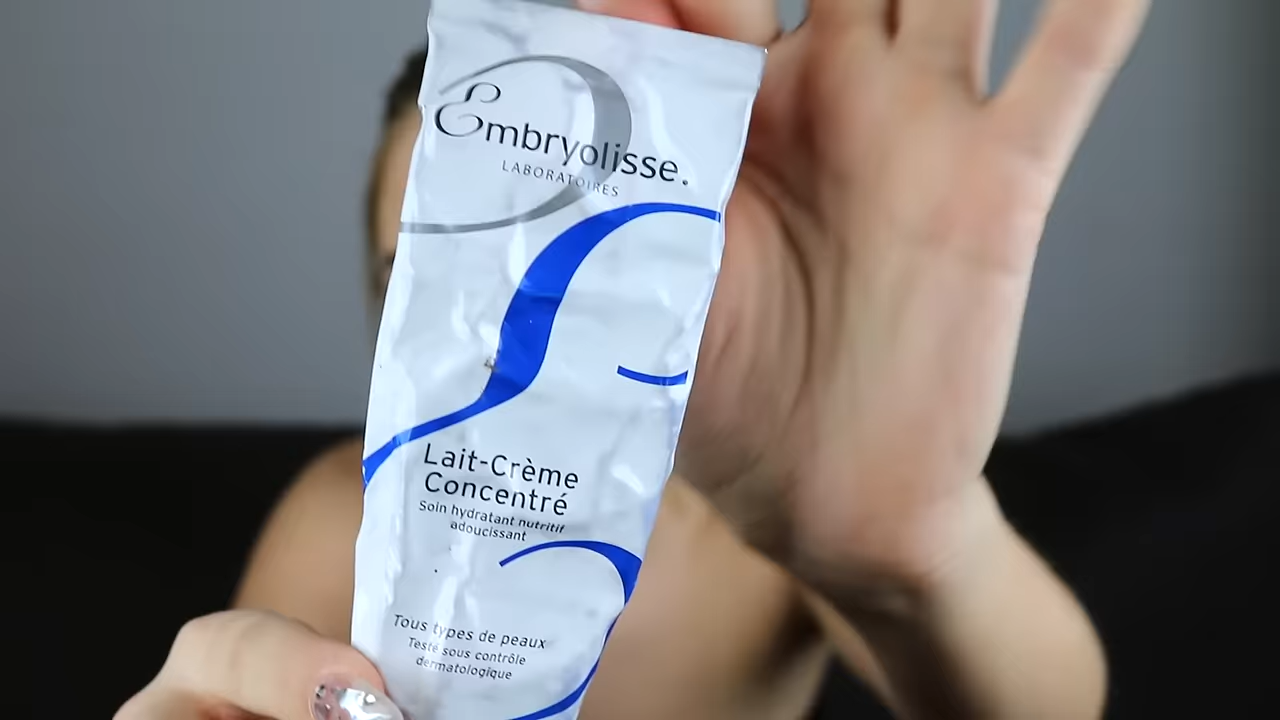 Embryolisse.
LABORATOIRES
Lait-Crème
Concentré
Soin hydratant nutritif
adoucissant
Tous types de peaux
Testé sous contrôle
dermatologique